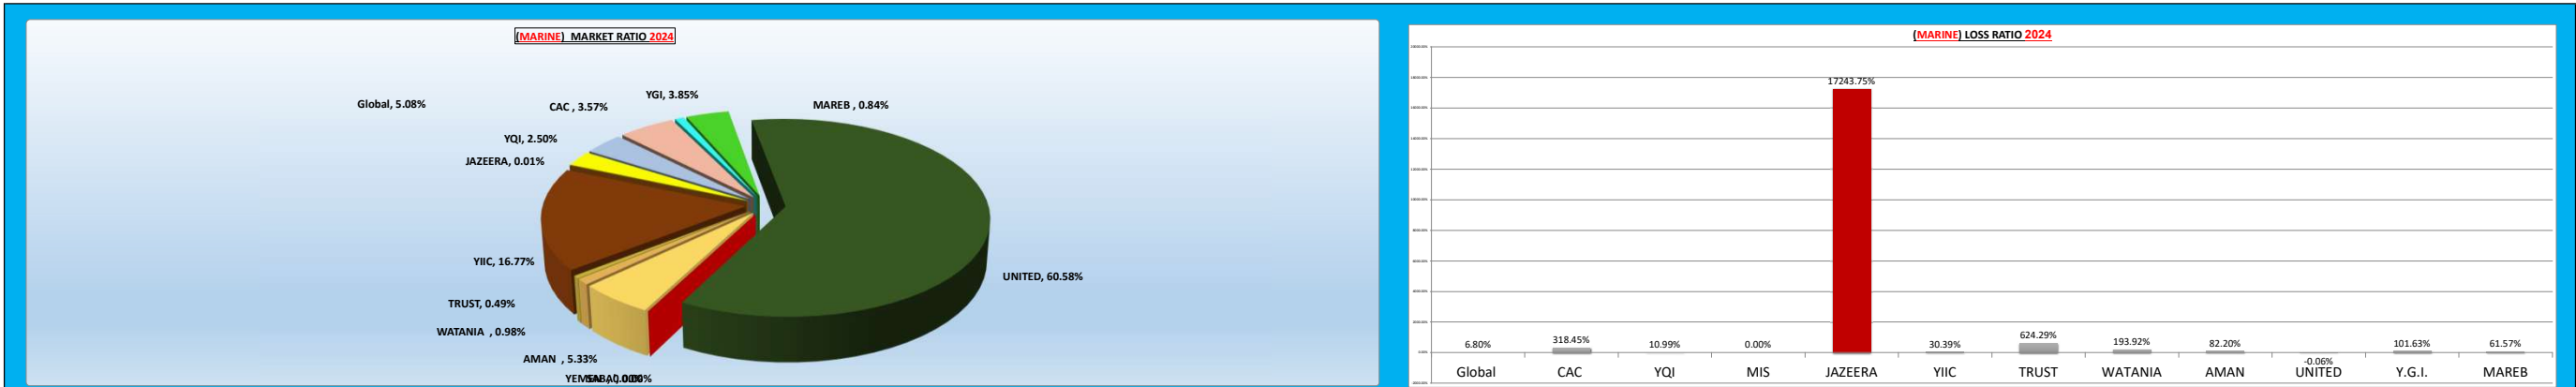 (MARINE) MARKET RATIO 2024
YGI, 3.85%
MAREB , 0.84%
Global, 5.08%
CAC , 3.57%
YQI, 2.50%
JAZEERA, 0.01%
YIIC, 16.77%
UNITED, 60.58%
TRUST, 0.49%
WATANIA , 0.98%
AMAN , 5.33%
(MARINE) LOSS RATIO 2024
17243.75%
6.80%
318.45%
10.99%
0.00%
30.39%
624.29%
193.92%
82.20%
-0.06%
101.63%
61.57%
Global
CAC
YQI
MIS
JAZEERA
YIIC
TRUST
WATANIA
AMAN
UNITED
Y.G.I.
MAREB